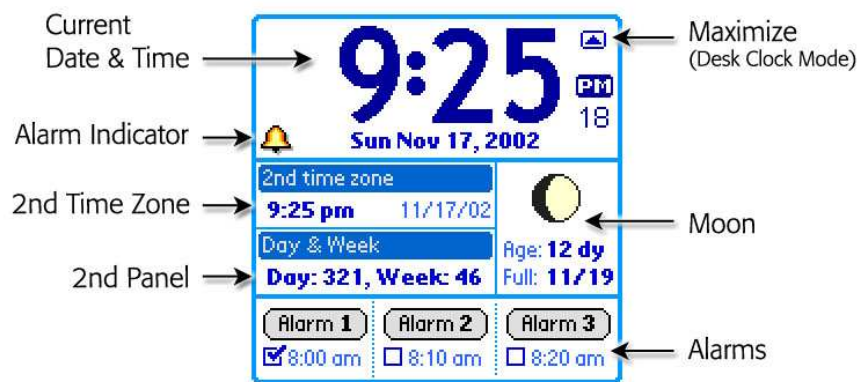 Current
Date & Time
9:25
Maximize
(Desk Clock Mode)
PM
18
Alarm Indicator
Sun Nov 17, 2002
2nd time zone
2nd Time Zone
9:25 pm 11/17/02
Moon
Day & Week
Age: 12 dy
2nd Panel
Day: 321, Week: 46
Full: 11/19
Alarm 1 Alarm 2 Alarm 3
8:00 am 8:10 am 8:20 am
Alarms